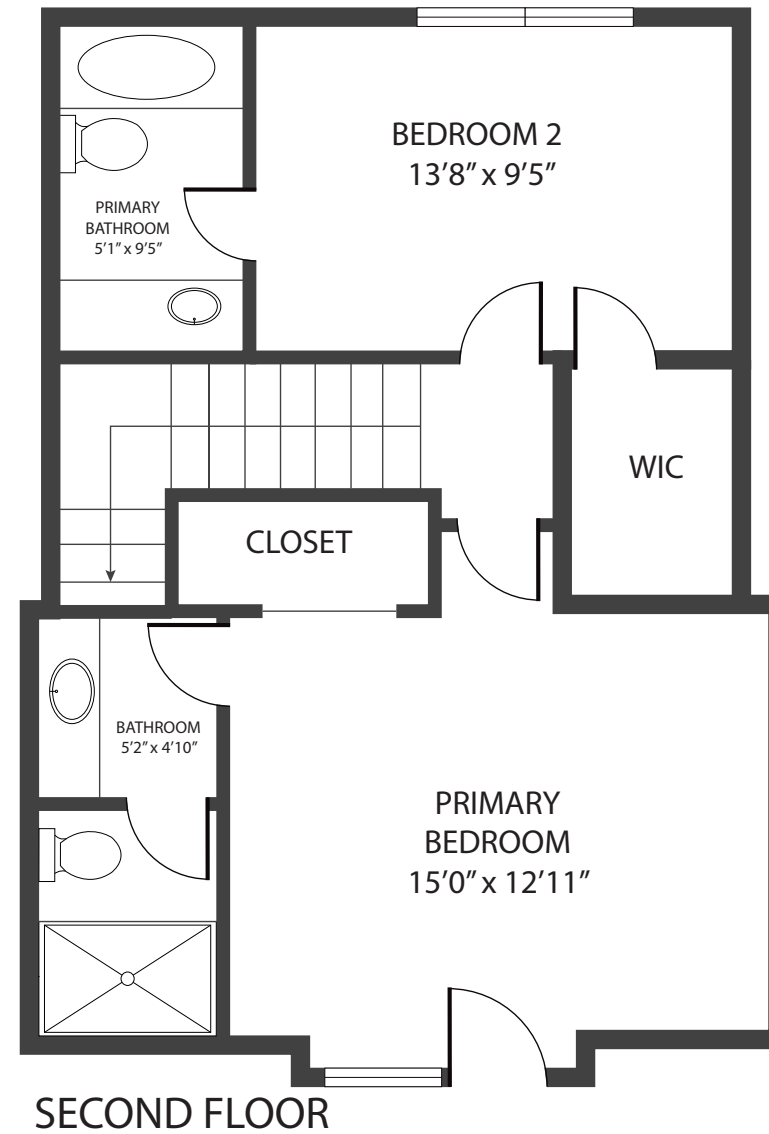 BEDROOM 2
13’8” x 9’5”
PRIMARY
BATHROOM
5’1” x 9’5”
WIC
CLOSET
BATHROOM
5’2” x 4’10”
PRIMARY
BEDROOM
15’0” x 12’11”
SECOND FLOOR